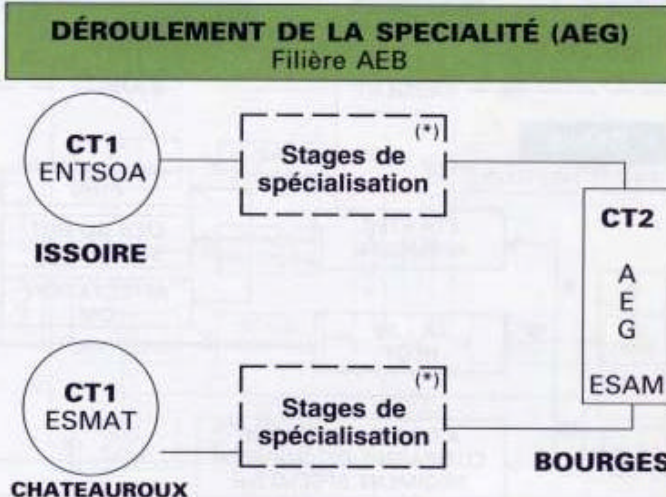 DÉROULEMENT DE LA SPECIALITÉ (AEG)
Filière AEB
CT1
ENTSOA
ISSOIRE
(*)
Stages de
spécialisation
CT2
A
E
G
ESAM
BOURGES
CT1
ESMAT
CHATEAUROUX
(*)
Stages de
spécialisation